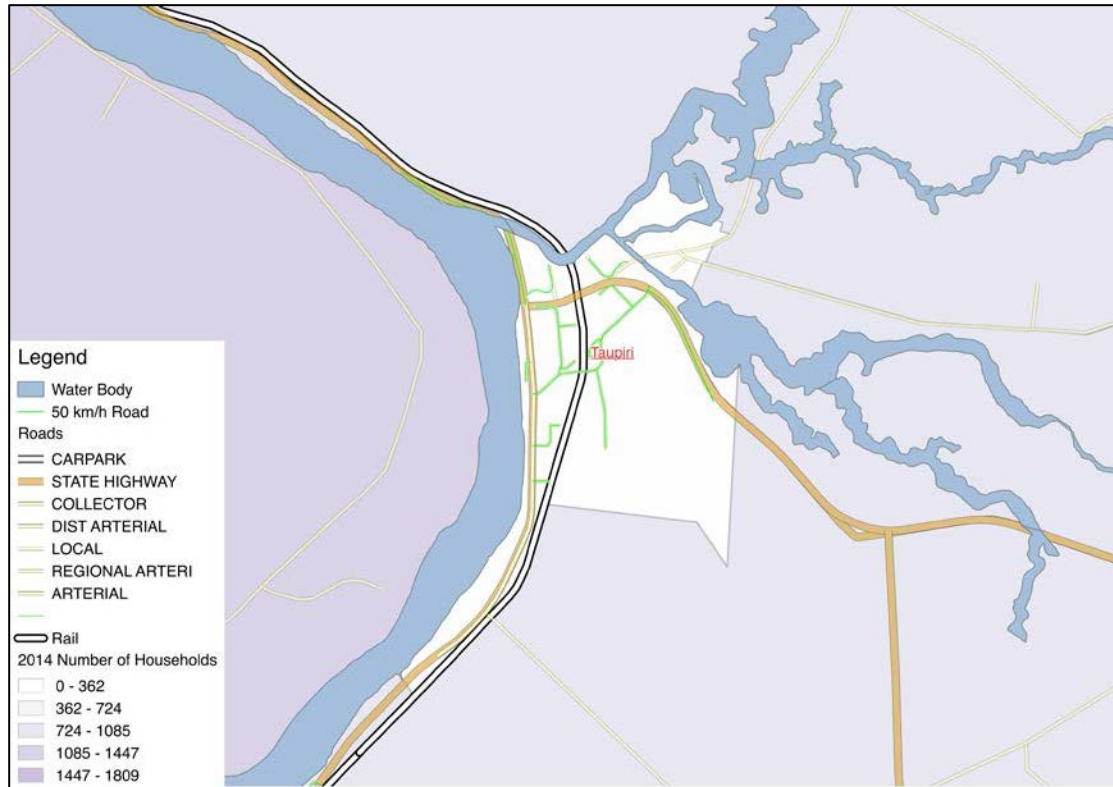 Taupiri
Legend
Water Body
50 km/h Road
Roads
CARPARK
STATE HIGHWAY
COLLECTOR
DIST ARTERIAL
LOCAL
REGIONAL ARTERI
ARTERIAL
Rail
2014 Number of Households
0 - 362
362 - 724
724 - 1085
1085 - 1447
1447 - 1809